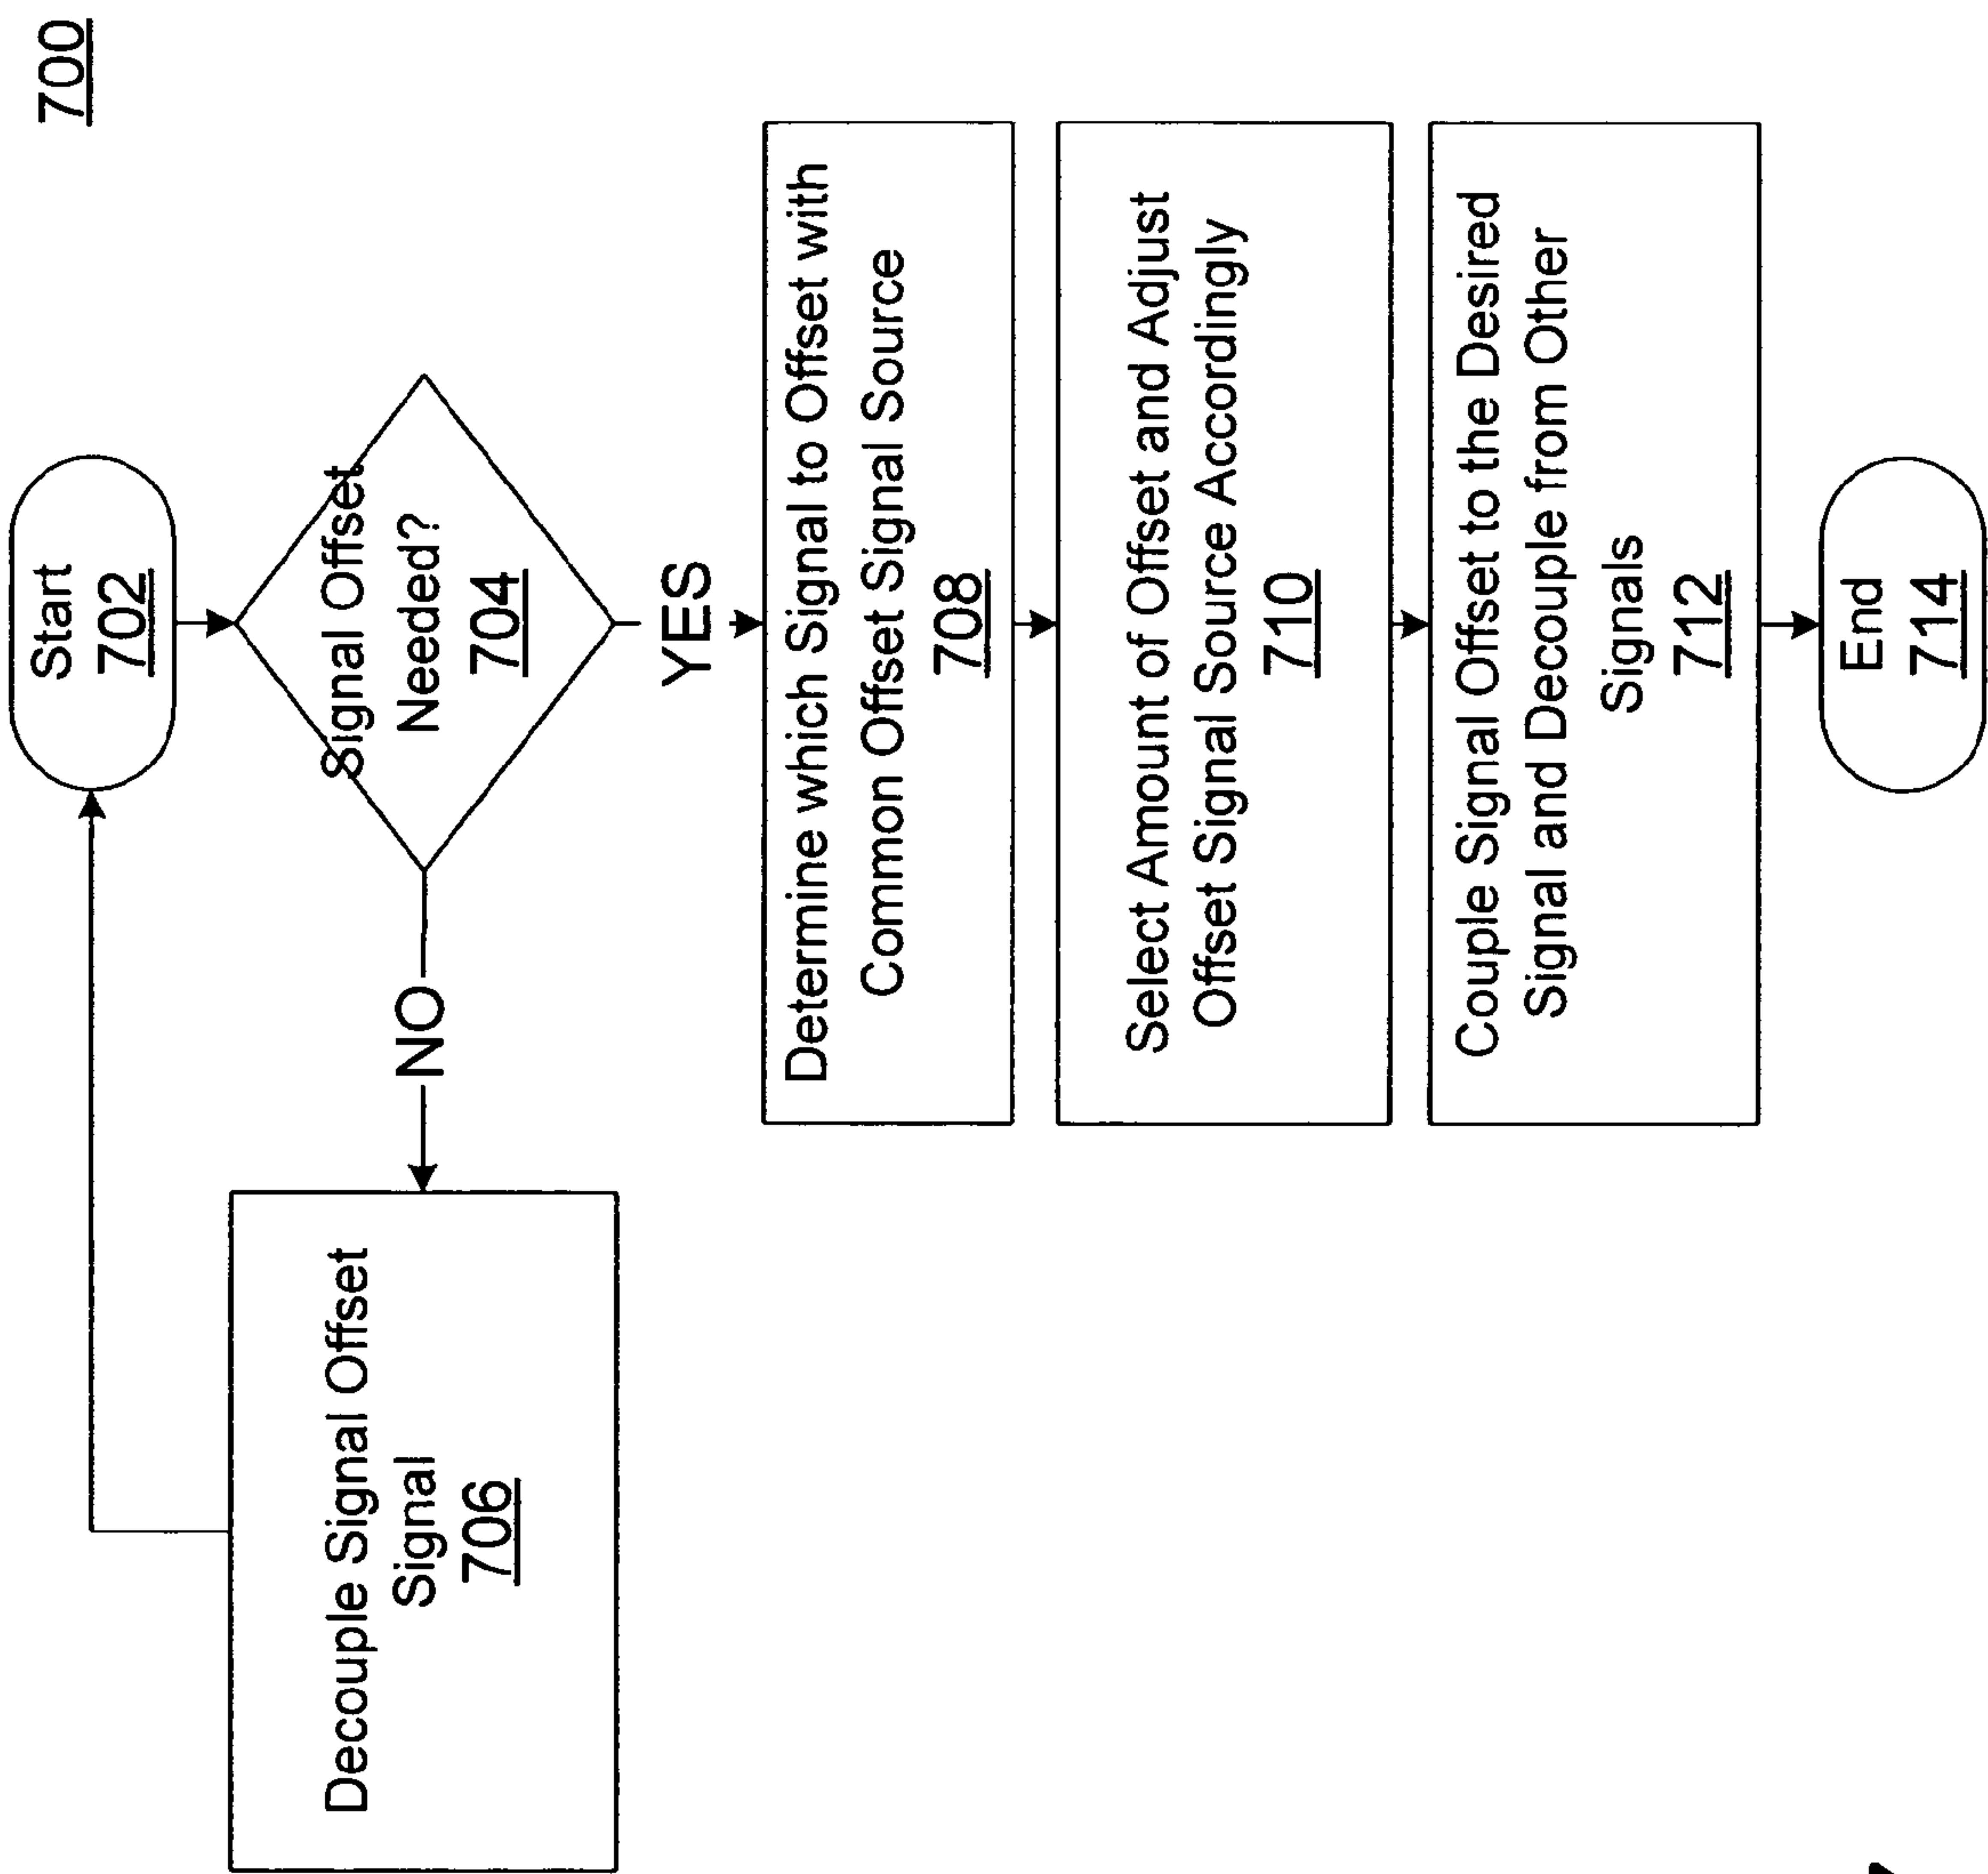 700
Start
702
Signal Offset
Needed?
704
NO
YES
Decouple Signal Offset
Signal
706
Determine which Signal to Offset with
Common Offset Signal Source
708
Select Amount of Offset and Adjust
Offset Signal Source Accordingly
710
Couple Signal Offset to the Desired
Signal and Decouple from Other
Signals
712
End
714